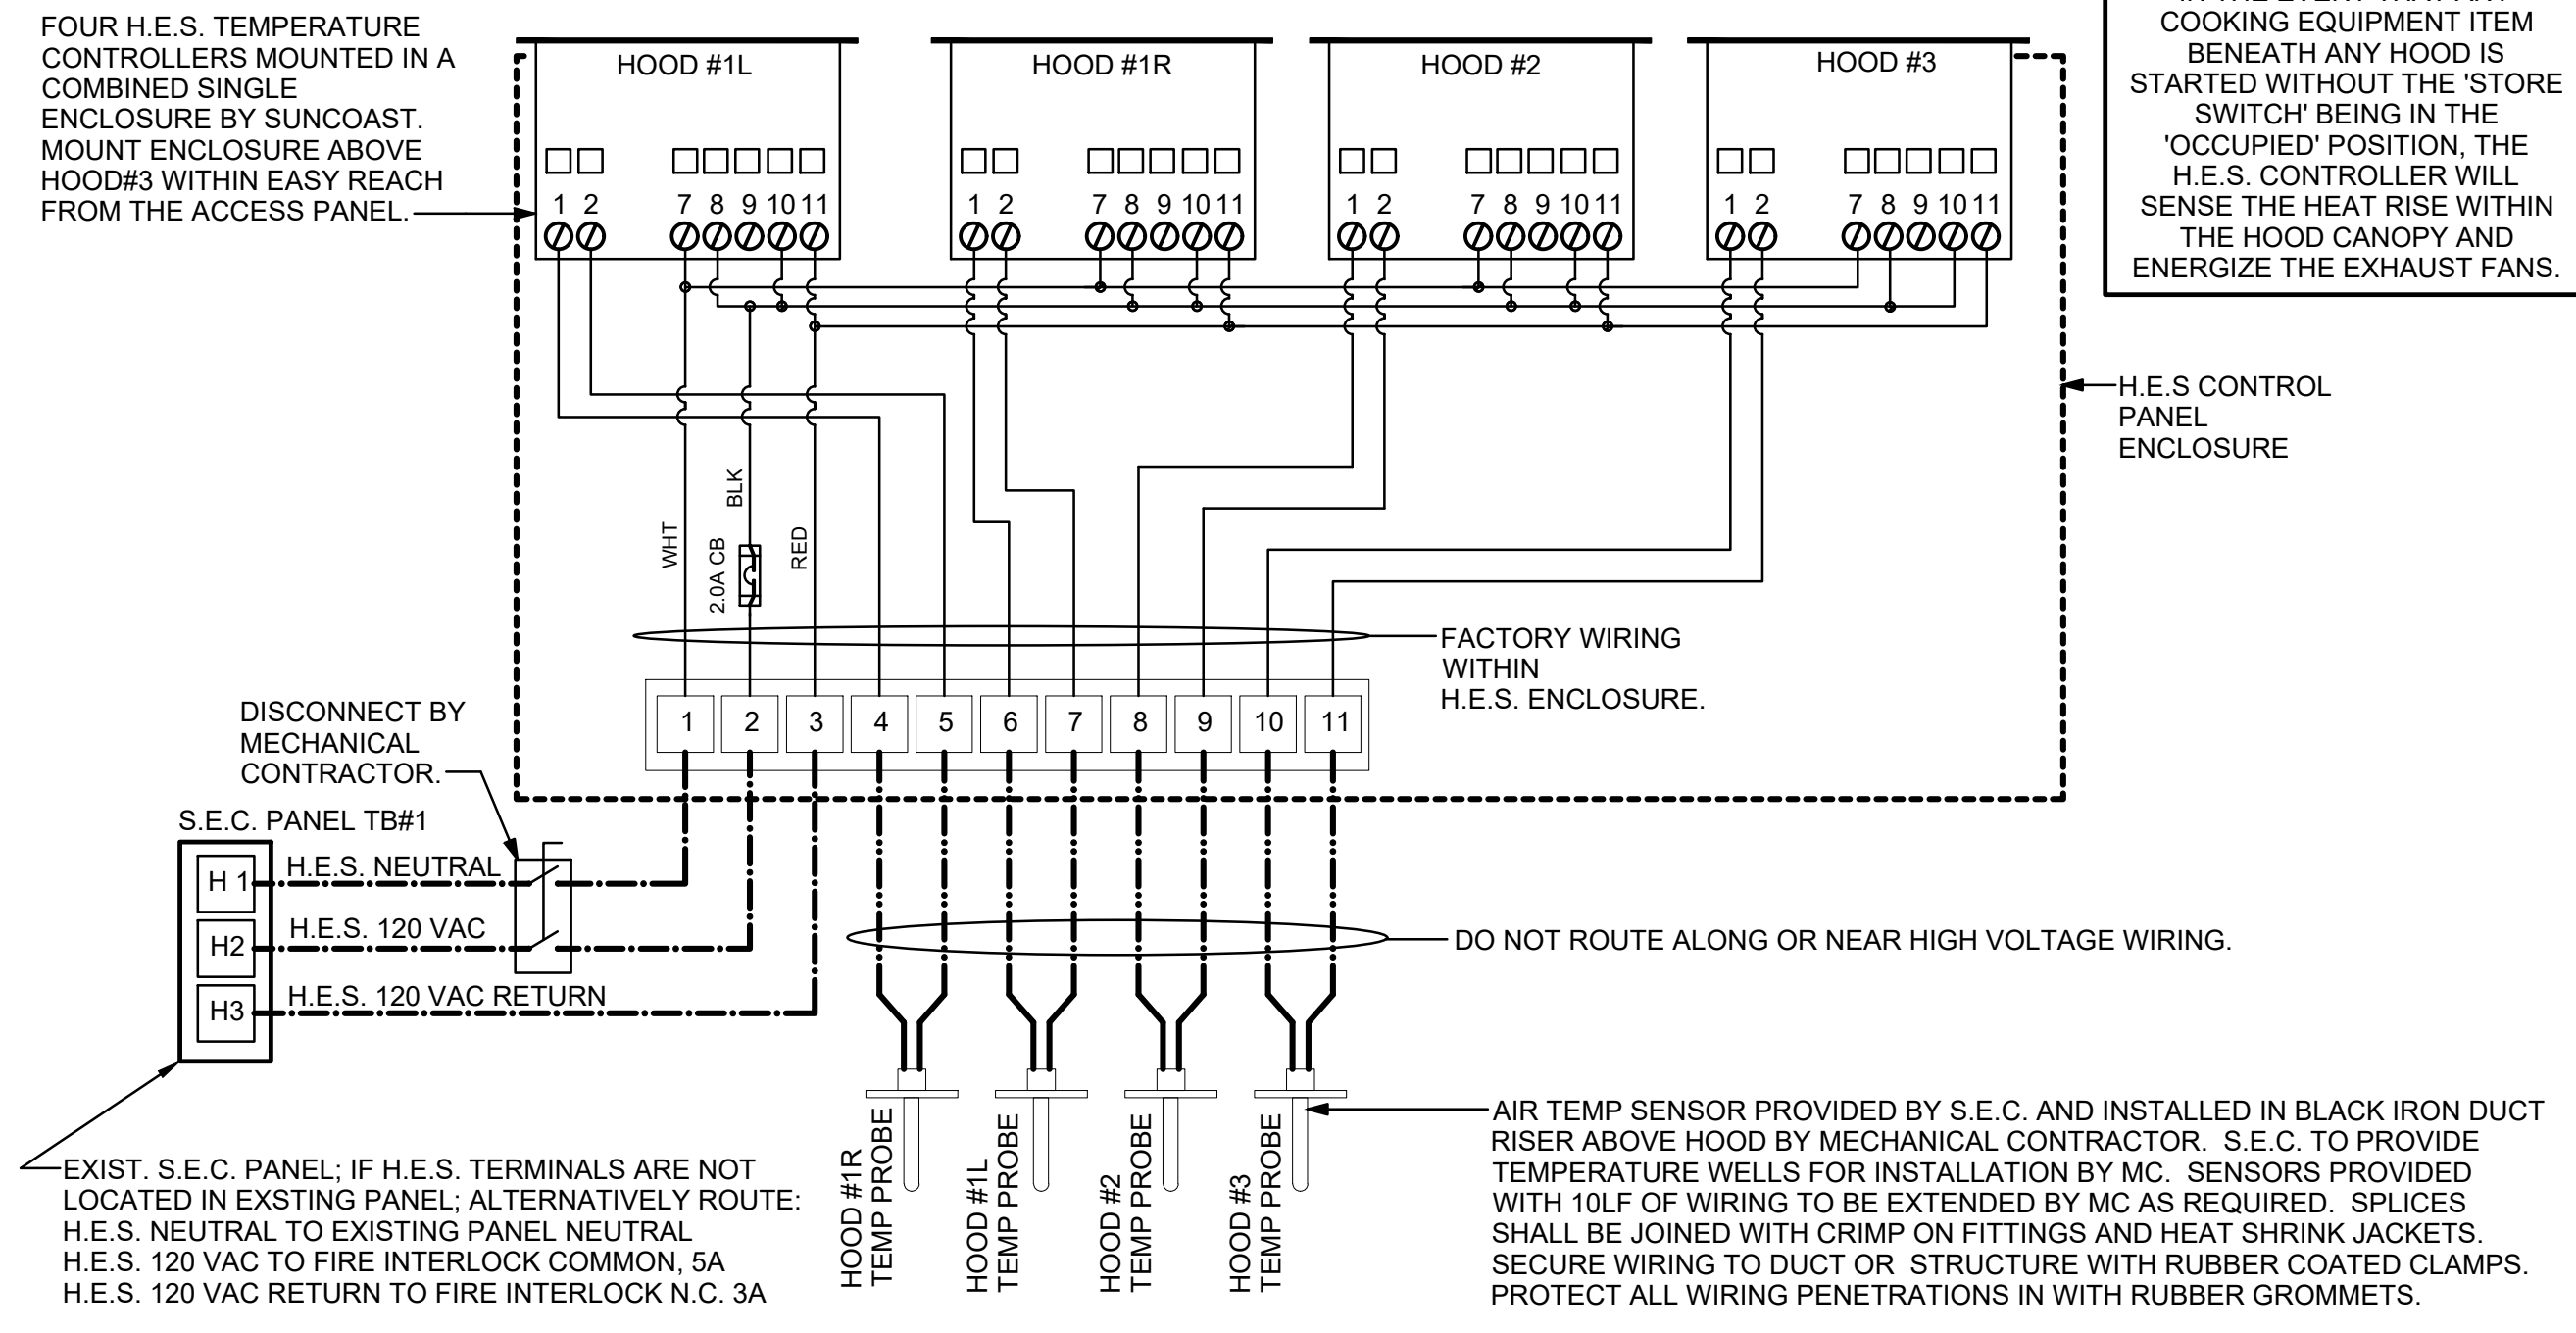 FOUR H.E.S. TEMPERATURE
CONTROLLERS MOUNTED IN A
COMBINED SINGLE
ENCLOSURE BY SUNCOAST.
MOUNT ENCLOSURE ABOVE
HOOD#3 WITHIN EASY REACH
FROM THE ACCESS PANEL.
HOOD #1L
1 2 7 8 9 10 11
HOOD #1R
1 2 7 8 9 10 11
HOOD #2
1 2 7 8 9 10 11
HOOD #3
1 2 7 8 9 10 11
IN THE EVENT THAT ANY
COOKING EQUIPMENT ITEM
BENEATH ANY HOOD IS
STARTED WITHOUT THE 'STORE
SWITCH' BEING IN THE
'OCCUPIED' POSITION, THE
H.E.S. CONTROLLER WILL
SENSE THE HEAT RISE WITHIN
THE HOOD CANOPY AND
ENERGIZE THE EXHAUST FANS.
H.E.S CONTROL
PANEL
ENCLOSURE
WHT
BLK
2.0A CB
RED
FACTORY WIRING
WITHIN
H.E.S. ENCLOSURE.
1 2 3 4 5 6 7 8 9 10 11
DISCONNECT BY
MECHANICAL
CONTRACTOR.
S.E.C. PANEL TB#1
H 1
H.E.S. NEUTRAL
H2
H.E.S. 120 VAC
H3
H.E.S. 120 VAC RETURN
DO NOT ROUTE ALONG OR NEAR HIGH VOLTAGE WIRING.
HOOD #1R
TEMP PROBE
HOOD #1L
TEMP PROBE
HOOD #2
TEMP PROBE
HOOD #3
TEMP PROBE
EXIST. S.E.C. PANEL; IF H.E.S. TERMINALS ARE NOT
LOCATED IN EXSTING PANEL; ALTERNATIVELY ROUTE:
H.E.S. NEUTRAL TO EXISTING PANEL NEUTRAL
H.E.S. 120 VAC TO FIRE INTERLOCK COMMON, 5A
H.E.S. 120 VAC RETURN TO FIRE INTERLOCK N.C. 3A
AIR TEMP SENSOR PROVIDED BY S.E.C. AND INSTALLED IN BLACK IRON DUCT
RISER ABOVE HOOD BY MECHANICAL CONTRACTOR. S.E.C. TO PROVIDE
TEMPERATURE WELLS FOR INSTALLATION BY MC. SENSORS PROVIDED
WITH 10LF OF WIRING TO BE EXTENDED BY MC AS REQUIRED. SPLICES
SHALL BE JOINED WITH CRIMP ON FITTINGS AND HEAT SHRINK JACKETS.
SECURE WIRING TO DUCT OR STRUCTURE WITH RUBBER COATED CLAMPS.
PROTECT ALL WIRING PENETRATIONS IN WITH RUBBER GROMMETS.